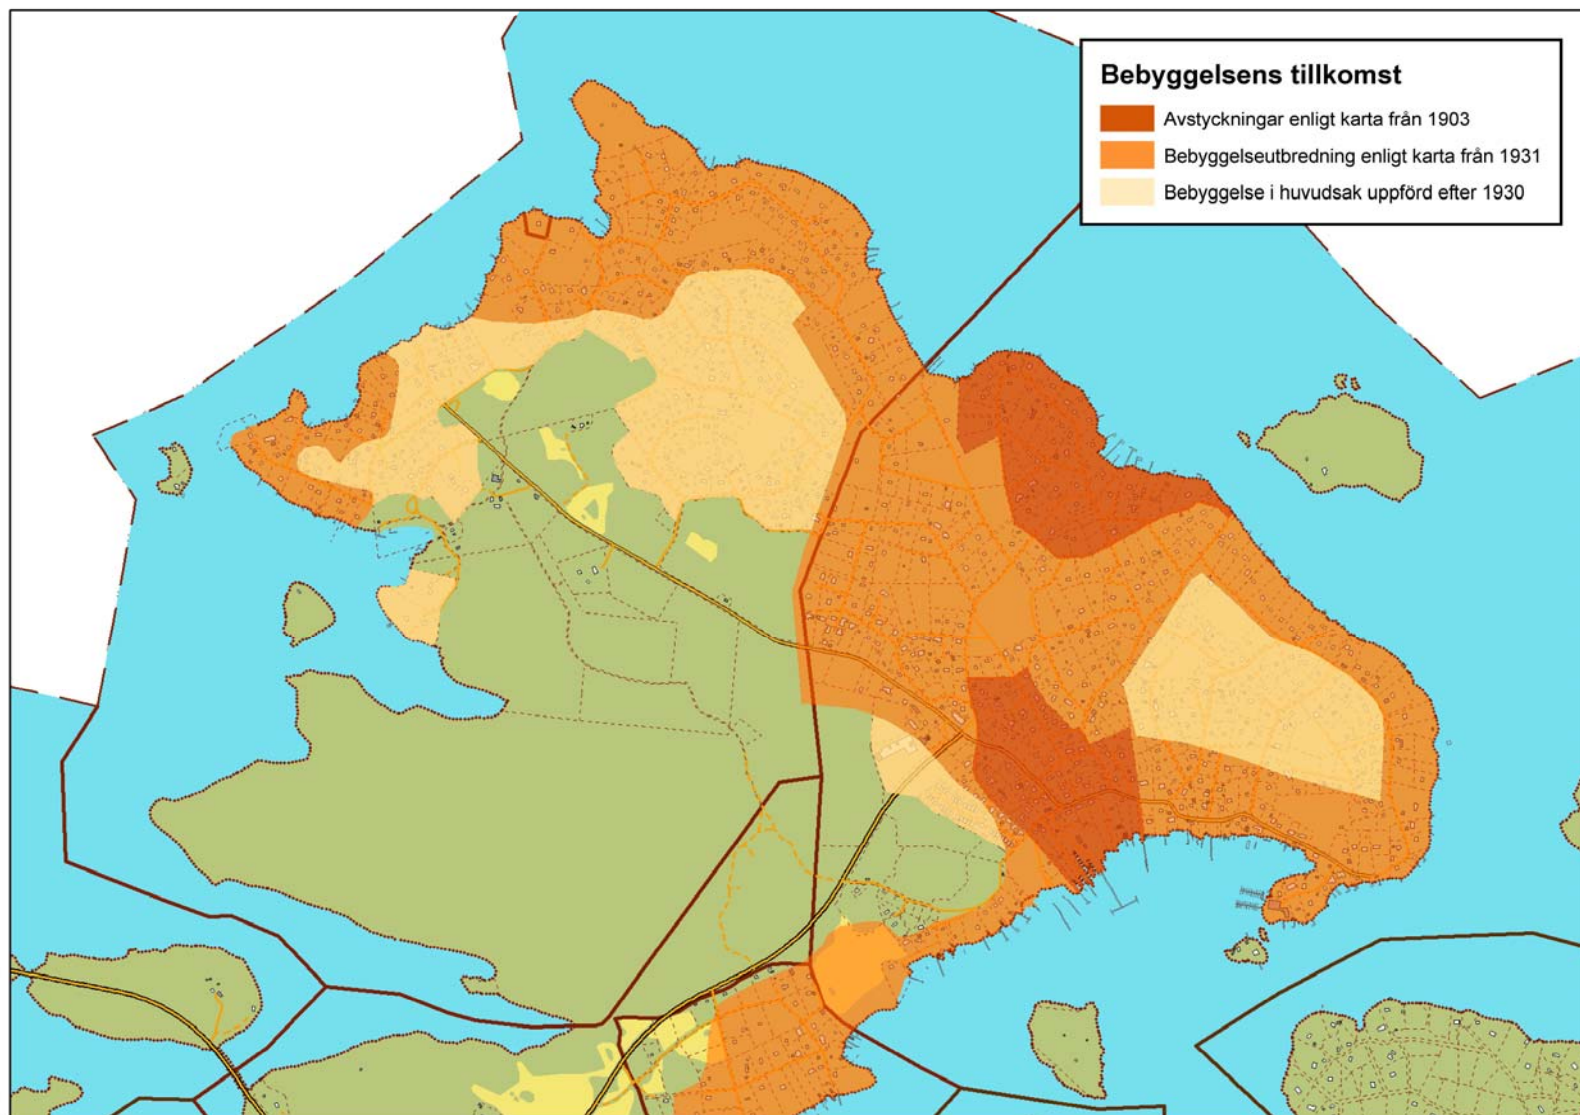 Bebyggelsens tillkomst
Avstyckningar enligt karta från 1903
Bebyggelseutbredning enligt karta från 1931
Bebyggelse i huvudsak uppförd efter 1930